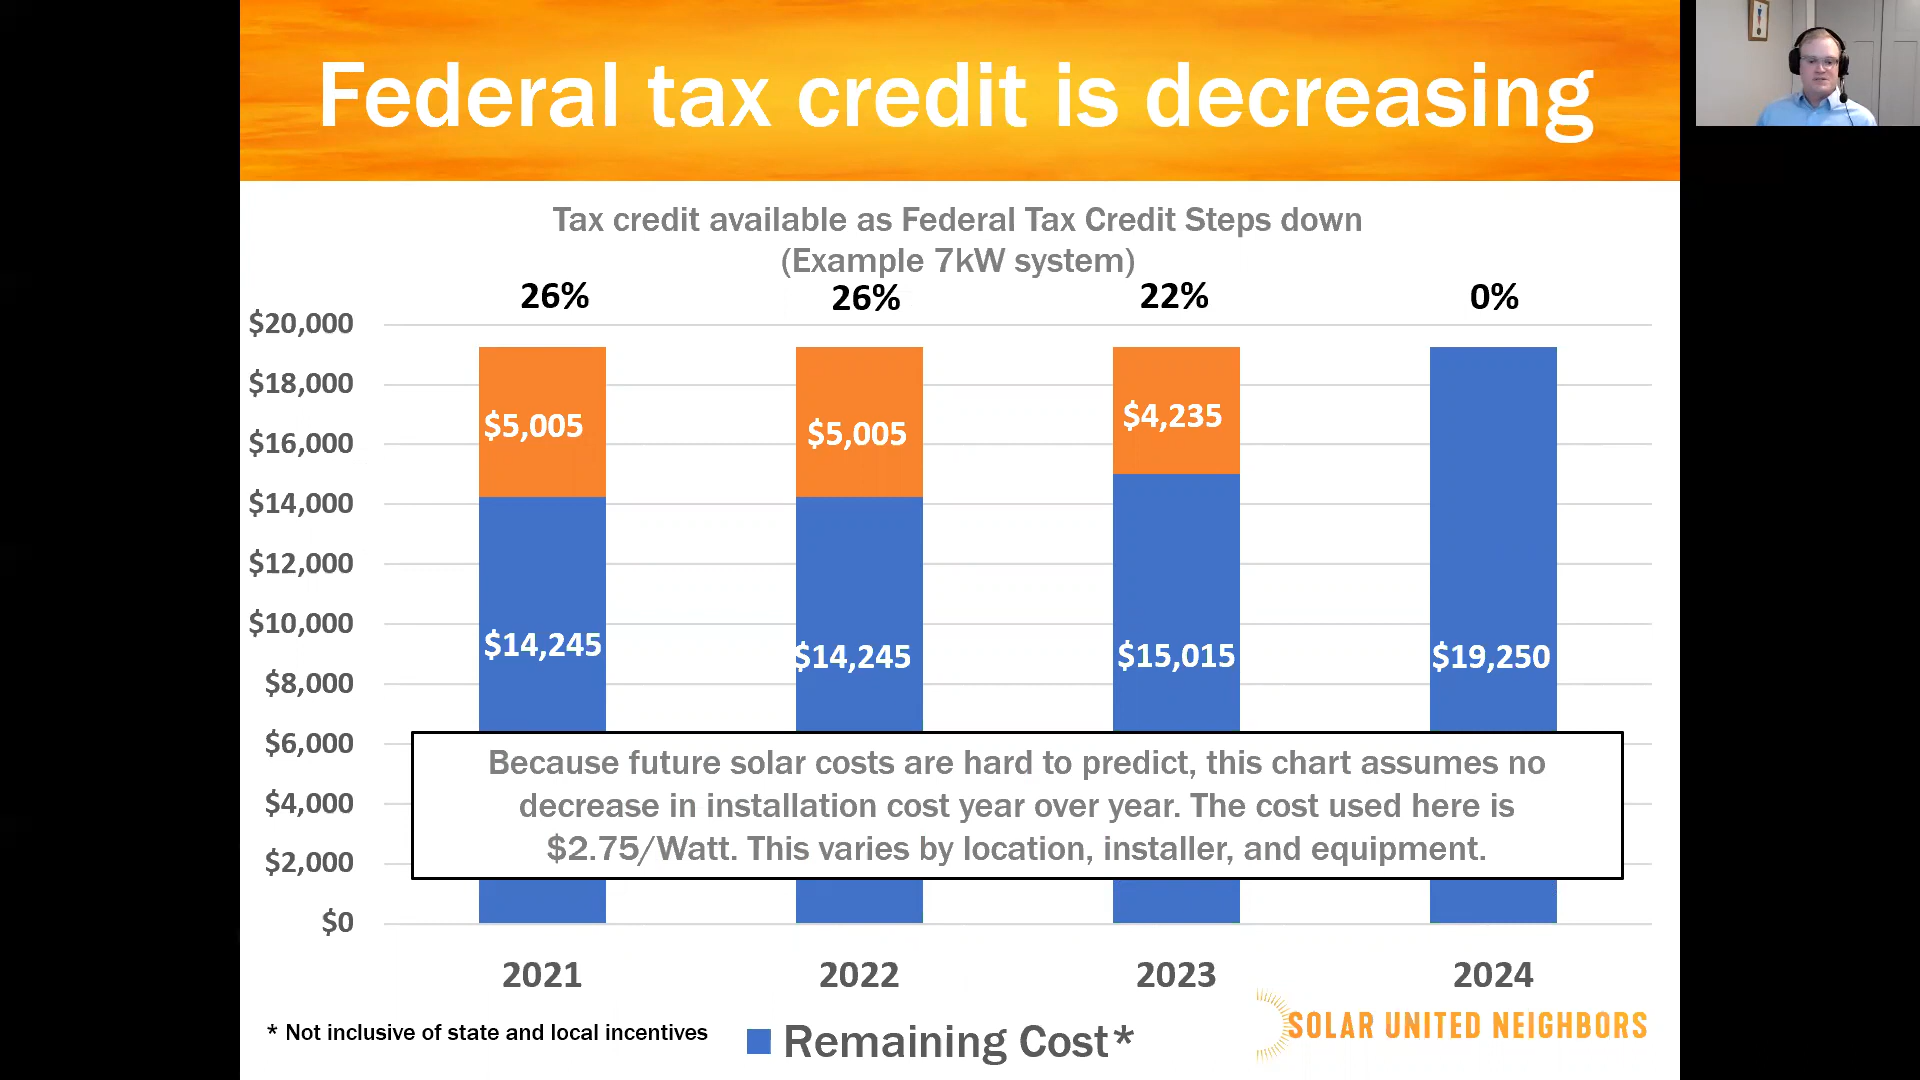 Federal tax credit is decreasing
Tax credit available as Federal Tax Credit Steps down
(Example 7kW system)
26%
26%
22%
0%
$20,000
$18,000
$16,000
$14,000
$12,000
$10,000
$8,000
$6,000
$4,000
$2,000
$0
$5,005
$5,005
$4,235
$14,245
$14,245
$15,015
$19,250
Because future solar costs are hard to predict, this chart assumes no
decrease in installation cost year over year. The cost used here is
$2.75/Watt. This varies by location, installer, and equipment.
2021
2022
2023
2024
* Not inclusive of state and local incentives
Remaining Cost*
SOLAR UNITED NEIGHBORS